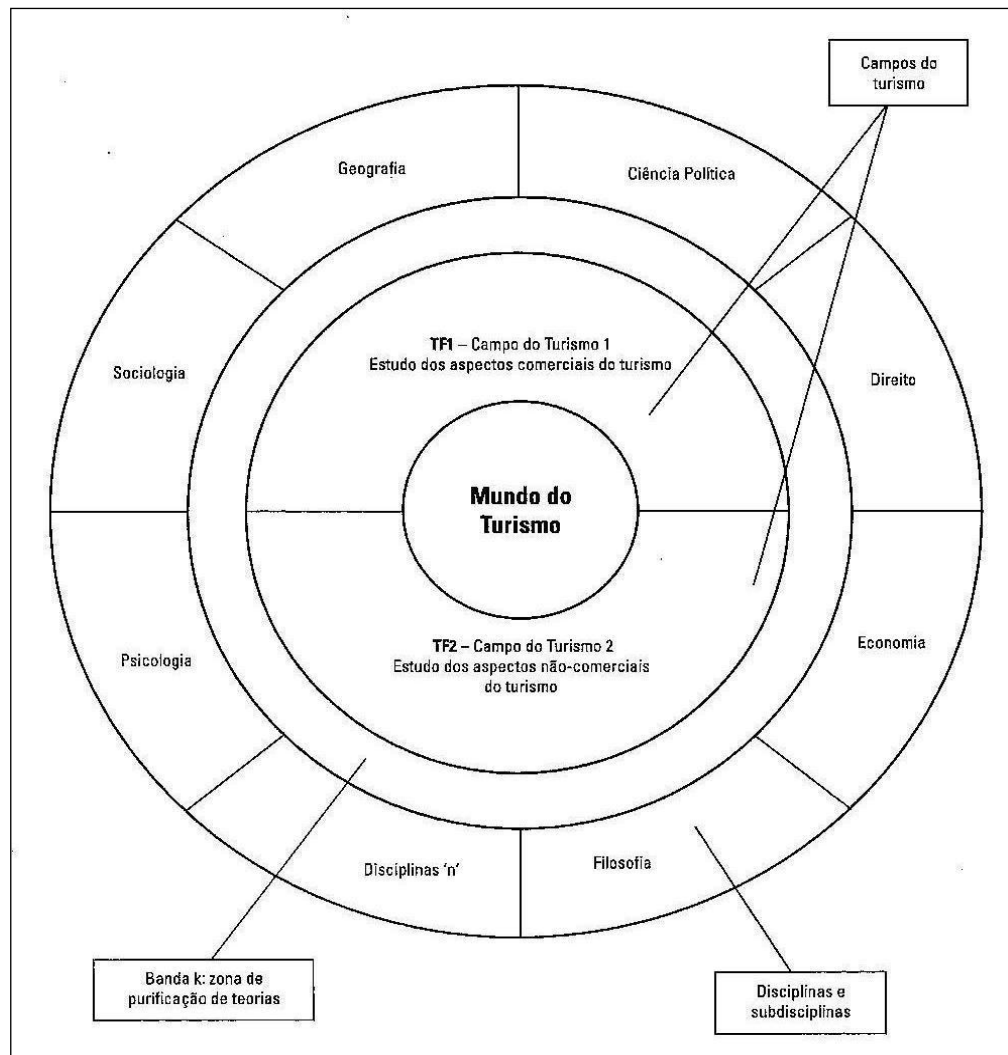 Campos do
turismo
Geografia
Ciência Política
Sociologia
TF1 – Campo do Turismo 1
Estudo dos aspectos comerciais do turismo
Direito
Mundo do
Turismo
Psicologia
TF2 – Campo do Turismo 2
Estudo dos aspectos não-comerciais
do turismo
Economia
Disciplinas 'n'
Filosofia
Banda k: zona de
purificação de teorias
Disciplinas e
subdisciplinas